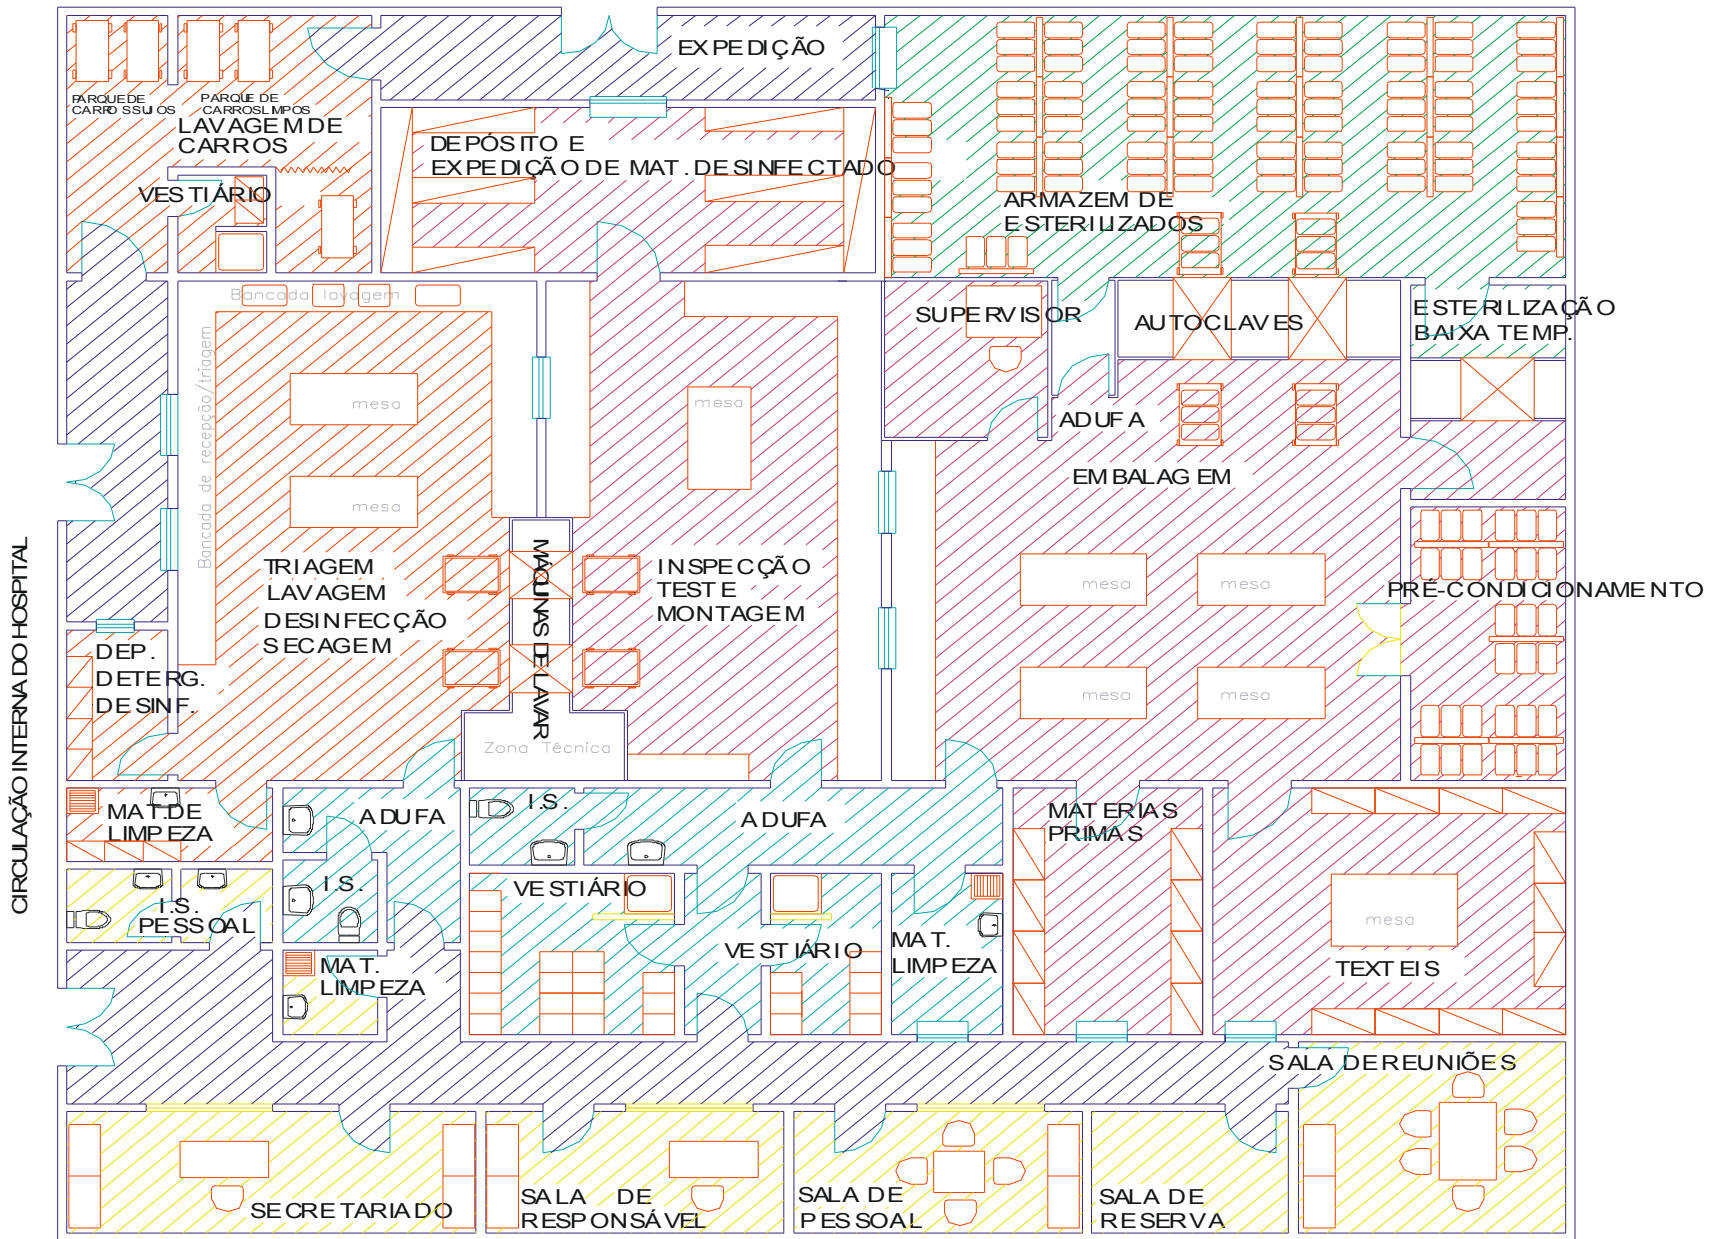 EXPEDIÇÃO
PARQUE DE
CARROS SUJOS
PARQUE DE
CARROS LIMPOS
LAVAGEM DE
CARROS
DEPÓSITO E
EXPEDIÇÃO DE MAT. DESINFECTADO
VESTIÁRIO
ARMAZEM DE
ESTERILIZADOS
Bancada lavagem
SUPERVISOR
AUTOCLAVES
ESTERILIZAÇÃO
BAIXA TEMP.
Bancada de recepção/triagem
mesa
mesa
mesa
ADUFA
EMBALAGEM
CIRCULAÇÃO INTERNA DO HOSPITAL
TRIAGEM
LAVAGEM
DESINFECÇÃO
SECAGEM
MÁQUINAS DE LAVAR
INSPECÇÃO
TESTE
MONTAGEM
mesa
mesa
PRÉ-CONDICIONAMENTO
DEP.
DETERG.
DESINF.
mesa
mesa
Zona Técnica
MAT.DE
LIMPEZA
ADUFA
I.S.
ADUFA
MATERIAS
PRIMAS
I.S.
PESSOAL
I.S.
VESTIÁRIO
VESTIÁRIO
MAT.
LIMPEZA
mesa
TEXTEIS
MAT.
LIMPEZA
SALA DE REUNIÕES
SECRETARIADO
SALA DE
RESPONSÁVEL
SALA DE
PESSOAL
SALA DE
RESERVA